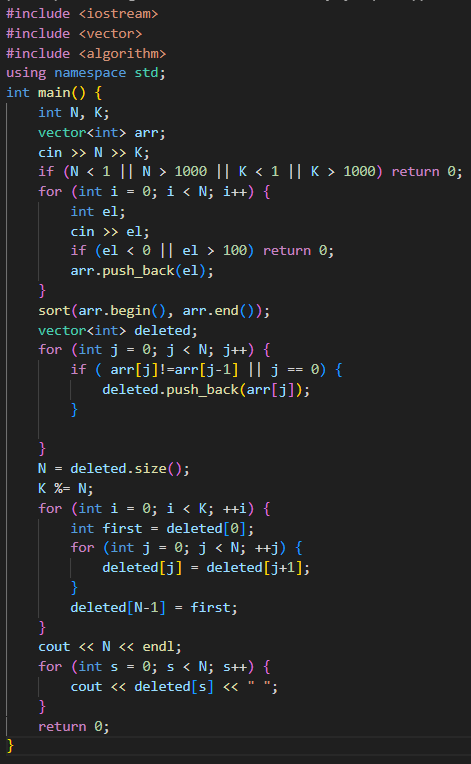 #include <iostream>
#include <vector>
#include <algorithm>
using namespace std;
int main() {
    int N, K;
    vector<int> arr;
    cin >> N >> K;
    if (N < 1 || N > 1000 || K < 1 || K > 1000) return 0;
    for (int i = 0; i < N; i++) {
        int el;
        cin >> el;
        if (el < 0 || el > 100) return 0;
        arr.push_back(el);
    }
    sort(arr.begin(), arr.end());
    vector<int> deleted;
    for (int j = 0; j < N; j++) {
        if ( arr[j]!=arr[j-1] || j == 0) {
            deleted.push_back(arr[j]);
        }

    }
    N = deleted.size();
    K %= N;
    for (int i = 0; i < K; ++i) {
        int first = deleted[0];
        for (int j = 0; j < N; ++j) {
            deleted[j] = deleted[j+1];
        }
        deleted[N-1] = first;
    }
    cout << N << endl;
    for (int s = 0; s < N; s++) {
        cout << deleted[s] << " ";
    }
    return 0;
}